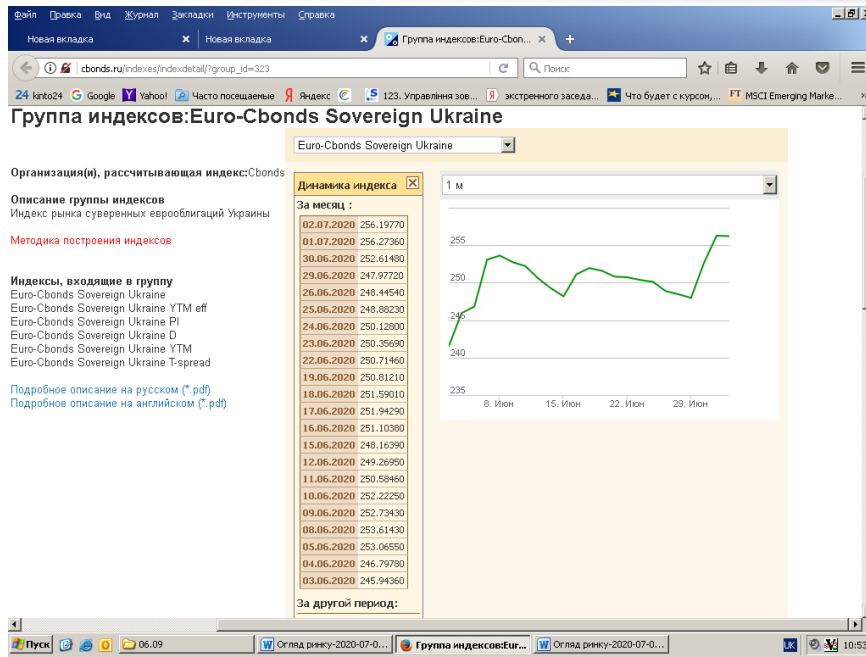 Файл Правка Вид Журнал Закладки Инструменты Справка
Новая вкладка Новая вкладка Группа индексов:Euro-Cbon...
cbonds.ru/indexes/indexdetail/?group_id=323 Поиск
24 kinto24 Google Yahoo! Часто посещаемые Яндекс 123. Управління зов... экстренного заседа... Что будет с курсом,... FT MSCI Emerging Marke...
Группа индексов:Euro-Cbonds Sovereign Ukraine
Euro-Cbonds Sovereign Ukraine
Организация(и), рассчитывающая индекс:Cbonds
Описание группы индексов
Индекс рынка суверенных еврооблигаций Украины
Методика построения индексов
Индексы, входящие в группу
Euro-Cbonds Sovereign Ukraine
Euro-Cbonds Sovereign Ukraine YTM eff
Euro-Cbonds Sovereign Ukraine PI
Euro-Cbonds Sovereign Ukraine D
Euro-Cbonds Sovereign Ukraine YTM
Euro-Cbonds Sovereign Ukraine T-spread
Подробное описание на русском (*.pdf)
Подробное описание на английском (*.pdf)
Динамика индекса
За месяц :
02.07.2020 256.19770
01.07.2020 256.27360
30.06.2020 252.61480
29.06.2020 247.97720
26.06.2020 248.44540
25.06.2020 248.88230
24.06.2020 250.12800
23.06.2020 250.35690
22.06.2020 250.71460
19.06.2020 250.81210
18.06.2020 251.59010
17.06.2020 251.94290
16.06.2020 251.10380
15.06.2020 248.16390
12.06.2020 249.26950
11.06.2020 250.58460
10.06.2020 252.22250
09.06.2020 252.73430
08.06.2020 253.61430
05.06.2020 253.06550
04.06.2020 246.79780
03.06.2020 245.94360
За другой период:
1 м
255
250
245
240
235
8. Июн 15. Июн 22. Июн 29. Июн
Пуск 06.09 Огляд ринку-2020-07-0... Группа индексов:Eur... Огляд ринку-2020-07-0... UK 10:53